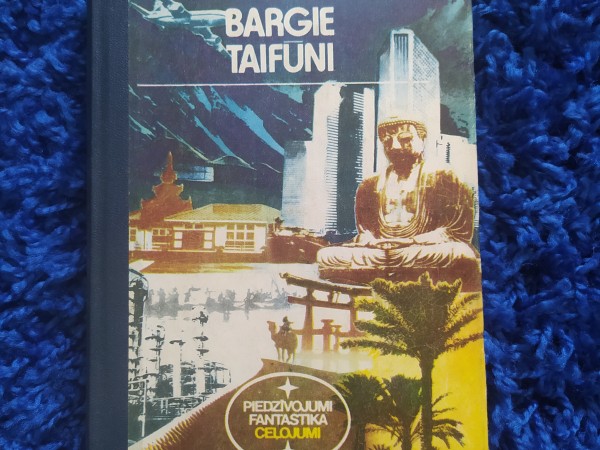 BARGIE
TAIFŪNI
PIEDZĪVOJUMI
FANTASTIKA
CEĻOJUMI